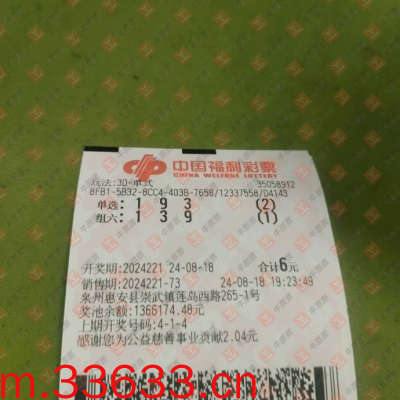 中国福利彩票
CHINA WELFARE LOTTERY
玩法:3D-单式
35058912
8FB1-5B32-8CC4-403B-7658/12337558/D4143
单选:1 9 3 (2)
组六:1 3 9 (1)
开奖期:2024221 24-08-18 合计6元
销售期:2024221-73 24-08-18 19:23:49
泉州惠安县崇武镇莲岛西路265-1号
奖池余额:1366174.48元
上期开奖号码:4-1-4
感谢您为公益慈善事业贡献2.04元
m.33633.cn